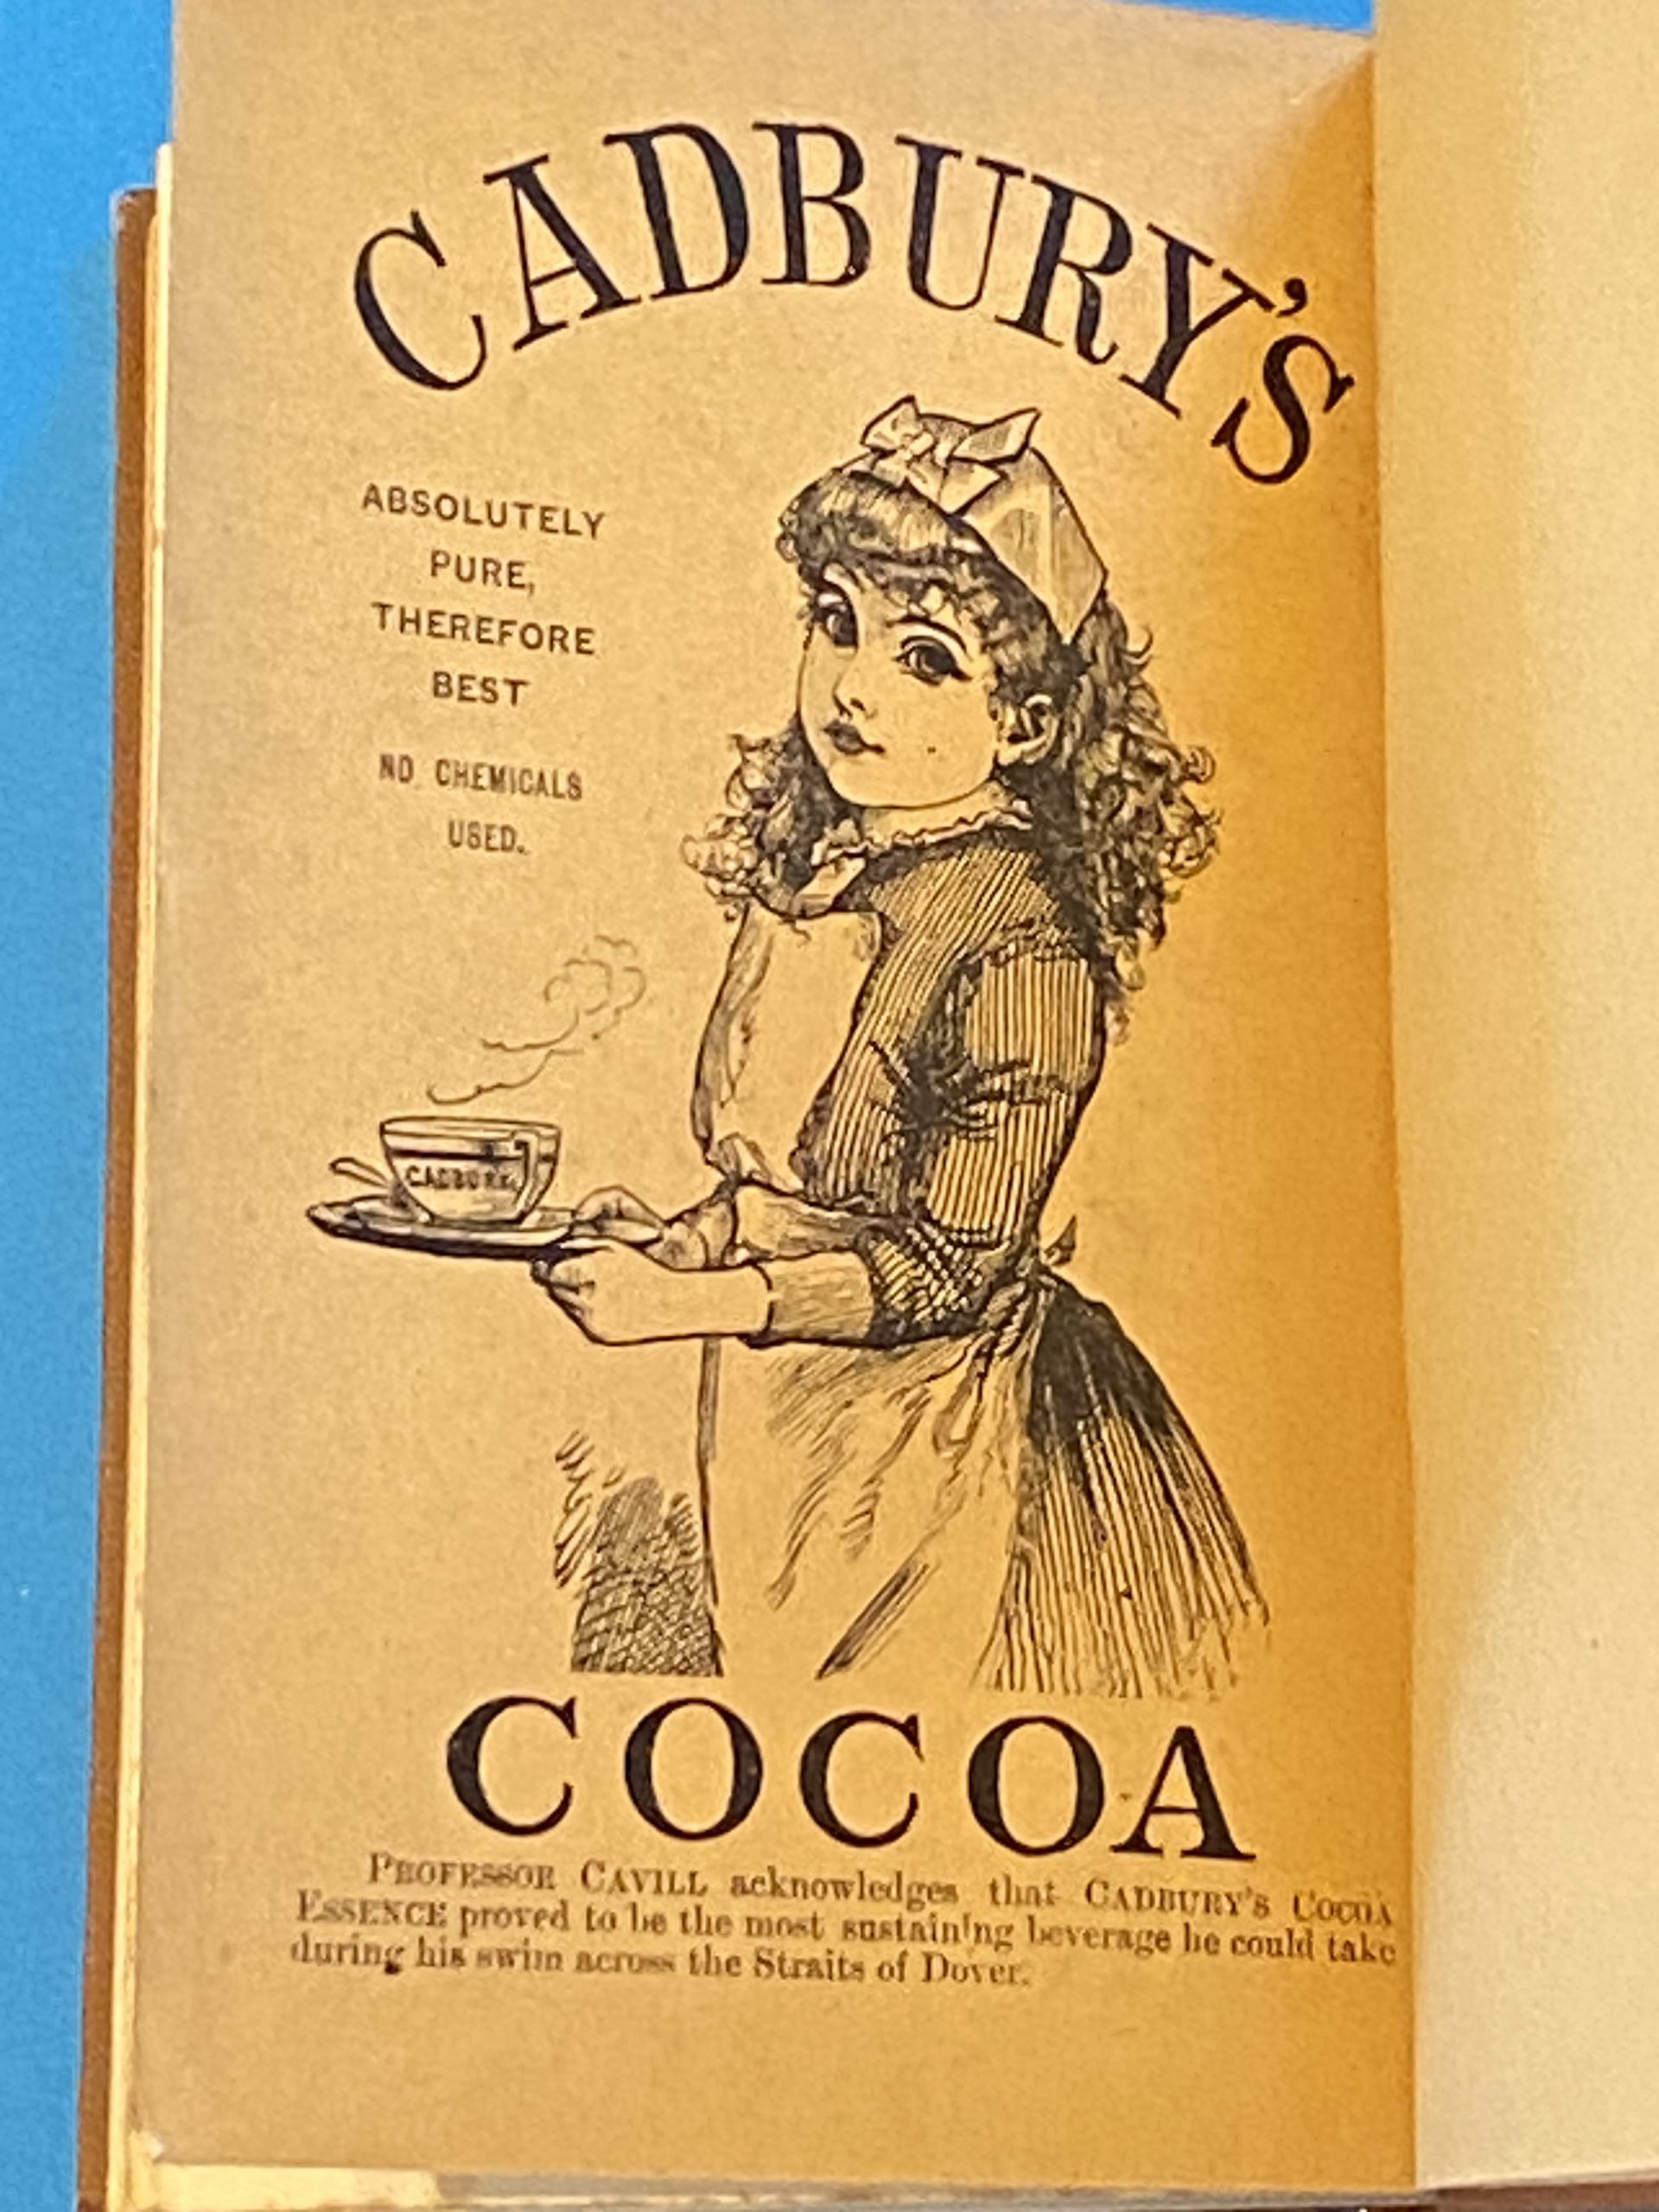 CADBURY'S
ABSOLUTELY
PURE,
THEREFORE
BEST
NO CHEMICALS
USED.
CADBURY
COCOA
PROFESSOR CAVILL acknowledges that CADBURY'S COCOA
ESSENCE proved to be the most sustaining beverage he could take
during his swim across the Straits of Dover.